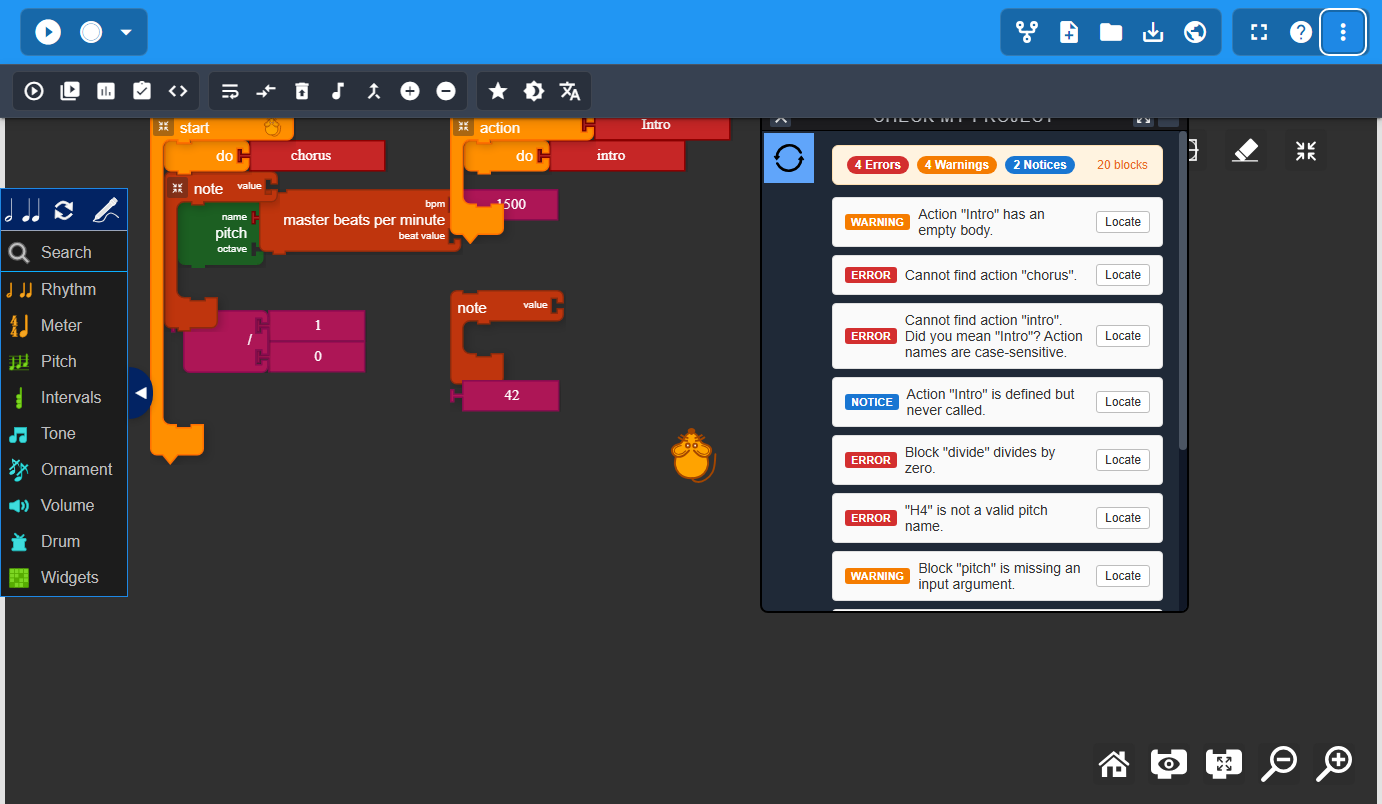 start
do
chorus
note
value
name
pitch
octave
bpm
master beats per minute
beat value
/
1
0
action
Intro
do
intro
1500
note
value
42
Search
Rhythm
Meter
Pitch
Intervals
Tone
Ornament
Volume
Drum
Widgets
CHECK MY PROJECT
4 Errors
4 Warnings
2 Notices
20 blocks
WARNING
Action "Intro" has an
empty body.
Locate
ERROR
Cannot find action "chorus".
Locate
ERROR
Cannot find action "intro".
Did you mean "Intro"? Action
names are case-sensitive.
Locate
NOTICE
Action "Intro" is defined but
never called.
Locate
ERROR
Block "divide" divides by
zero.
Locate
ERROR
"H4" is not a valid pitch
name.
Locate
WARNING
Block "pitch" is missing an
input argument.
Locate